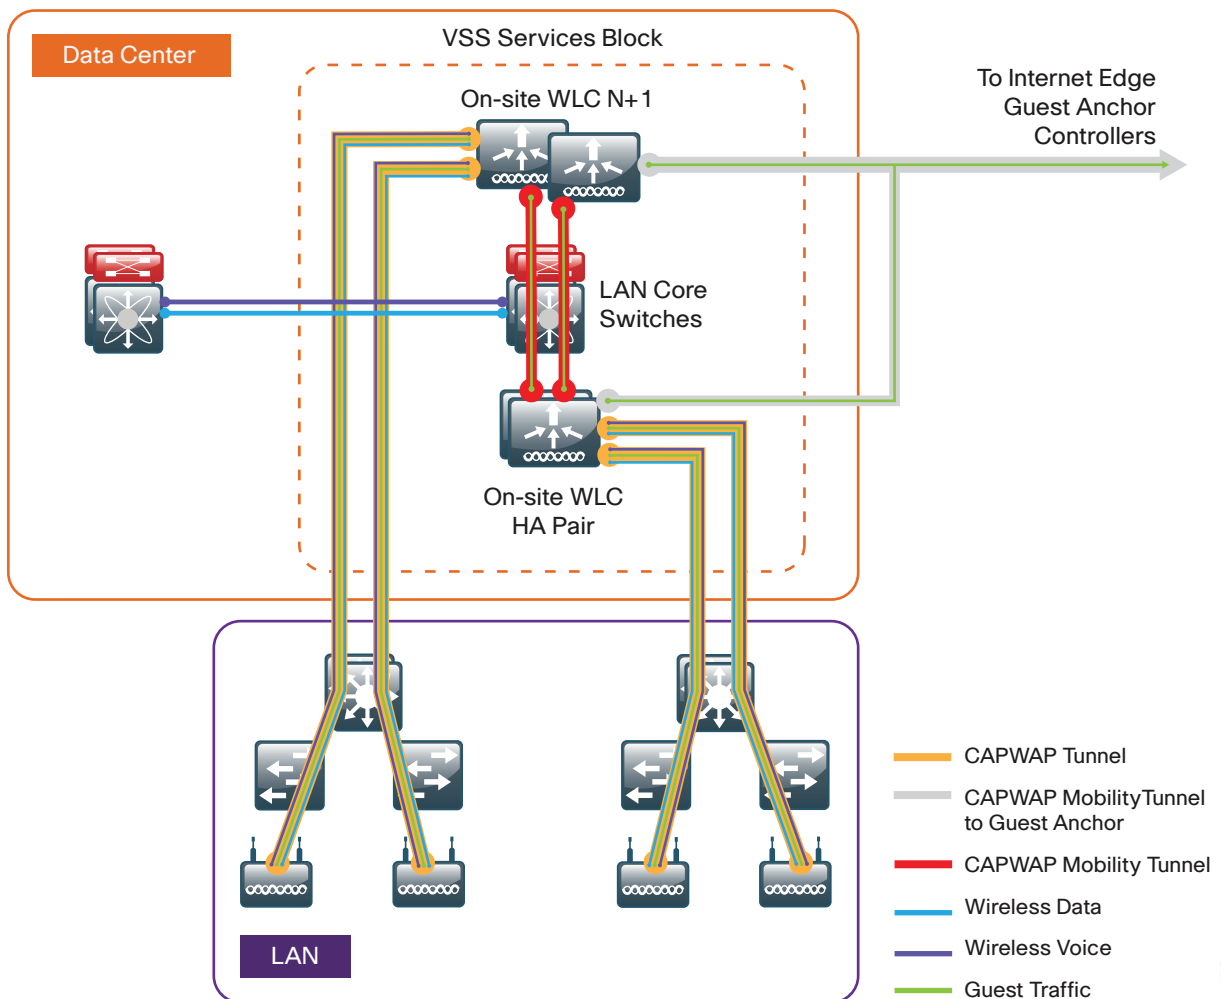 Data Center
VSS Services Block
On-site WLC N+1
To Internet Edge
Guest Anchor
Controllers
LAN Core
Switches
On-site WLC
HA Pair
CAPWAP Tunnel
CAPWAP Mobility Tunnel
to Guest Anchor
CAPWAP Mobility Tunnel
Wireless Data
Wireless Voice
Guest Traffic
LAN